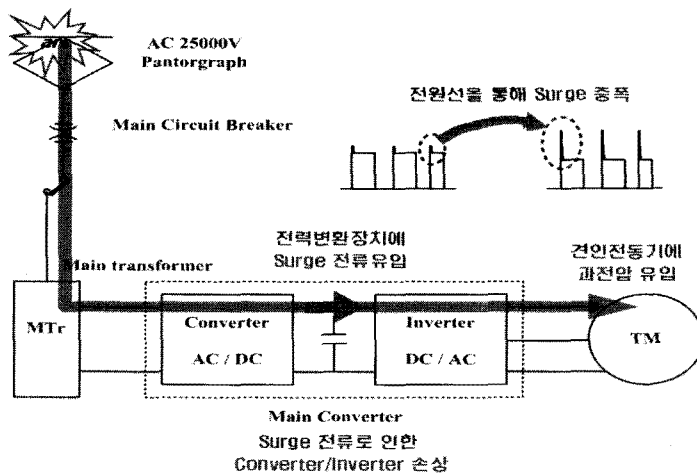 arc
AC 25000V
Pantorgraph
Main Circuit Breaker
전원선을 통해 Surge 증폭
전력변환장치에
Surge 전류유입
견인전동기에
과전압 유입
Main transformer
MTr
Converter
AC / DC
Inverter
DC / AC
TM
Main Converter
Surge 전류로 인한
Converter/Inverter 손상